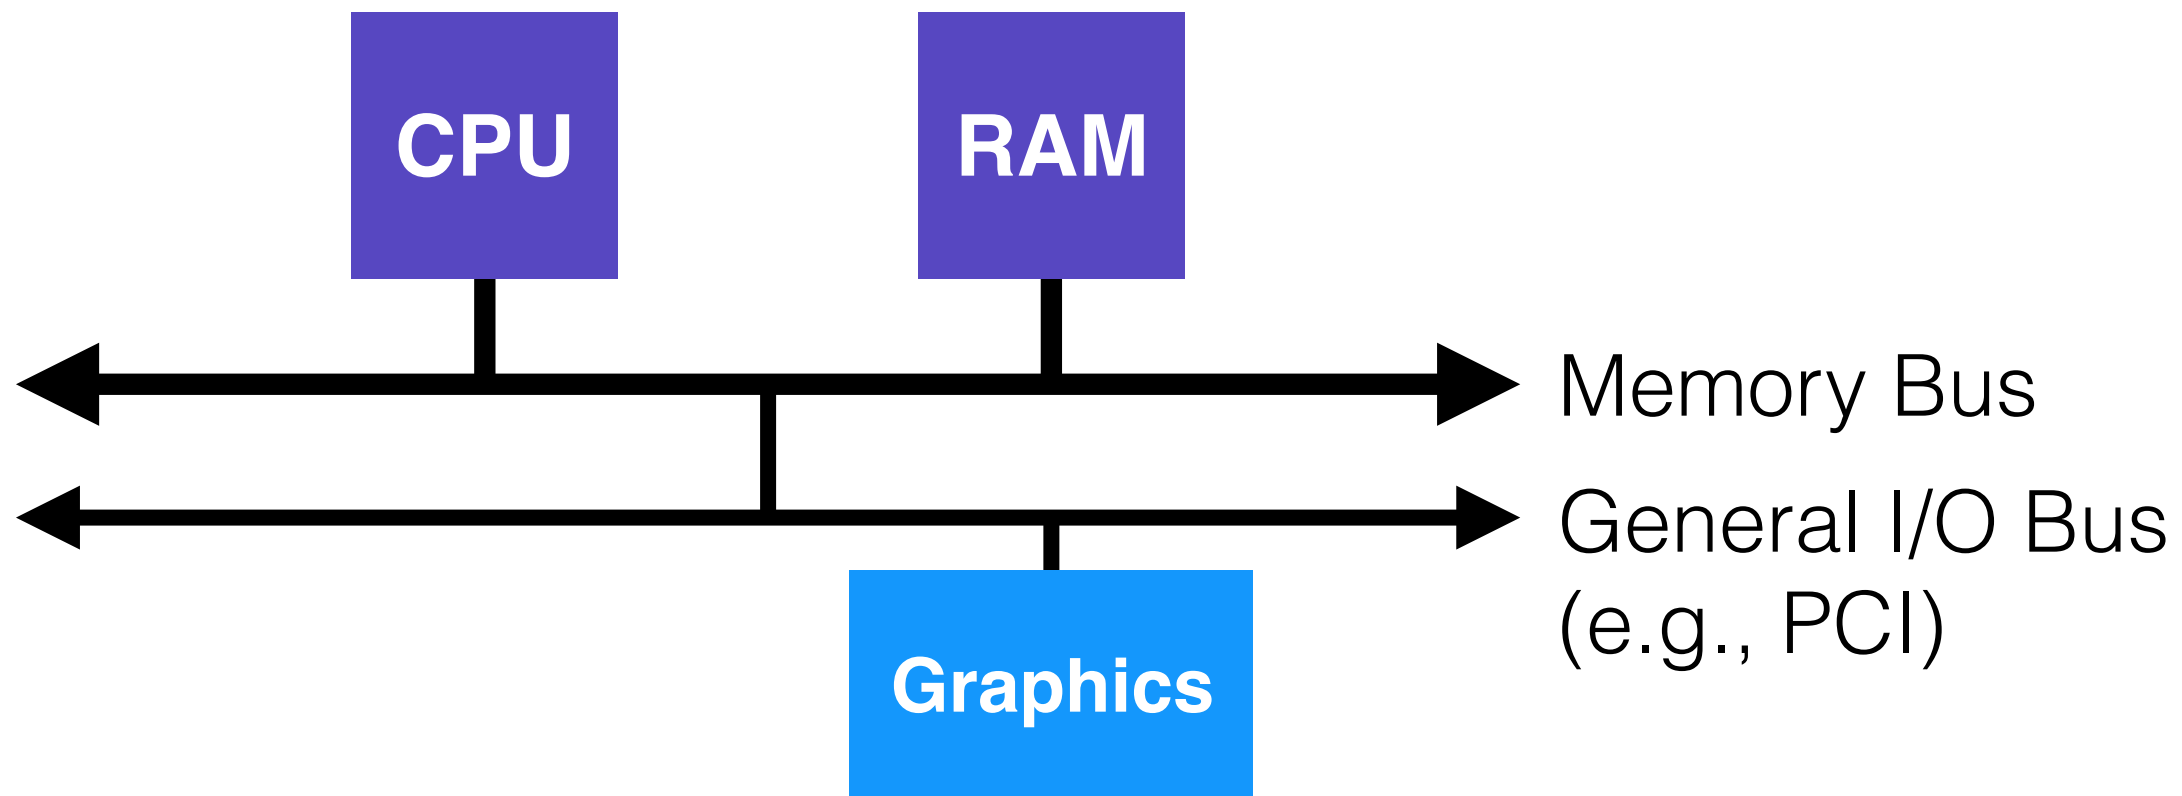 CPU
RAM
Memory Bus
General I/O Bus
(e.g., PCI)
Graphics